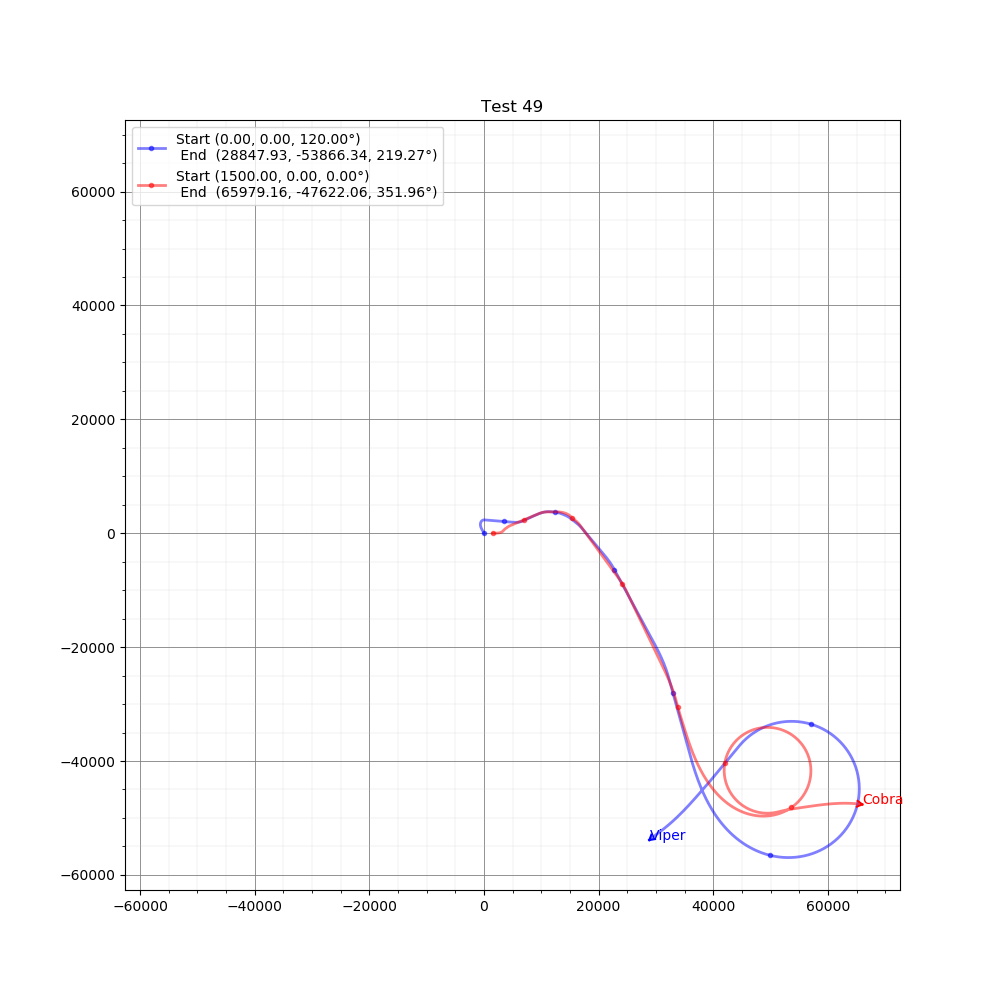 Test 49
Start (0.00, 0.00, 120.00°)
End (28847.93, -53866.34, 219.27°)
Start (1500.00, 0.00, 0.00°)
End (65979.16, -47622.06, 351.96°)
60000
40000
20000
0
−20000
−40000
−60000
Cobra
Viper
−60000 −40000 −20000 0 20000 40000 60000